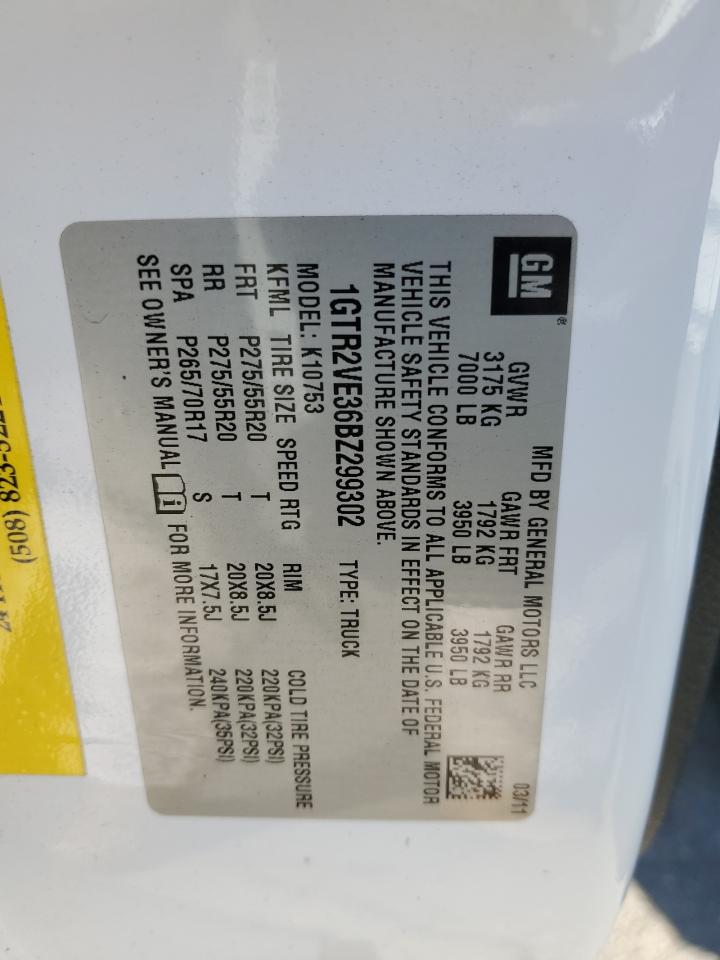 GM®
MFD BY GENERAL MOTORS LLC 03/11
GVWR GAWR FRT GAWR RR
3175 KG 1792 KG 1792 KG
7000 LB 3950 LB 3950 LB
THIS VEHICLE CONFORMS TO ALL APPLICABLE U.S. FEDERAL MOTOR
VEHICLE SAFETY STANDARDS IN EFFECT ON THE DATE OF
MANUFACTURE SHOWN ABOVE.
1GTR2VE36BZ299302 TYPE: TRUCK
MODEL: K10753
KFML TIRE SIZE SPEED RTG RIM COLD TIRE PRESSURE
FRT P275/55R20 T 20X8.5J 220KPA(32PSI)
RR P275/55R20 T 20X8.5J 220KPA(32PSI)
SPA P265/70R17 S 17X7.5J 240KPA(35PSI)
SEE OWNER'S MANUAL i FOR MORE INFORMATION.
(508) 823-522